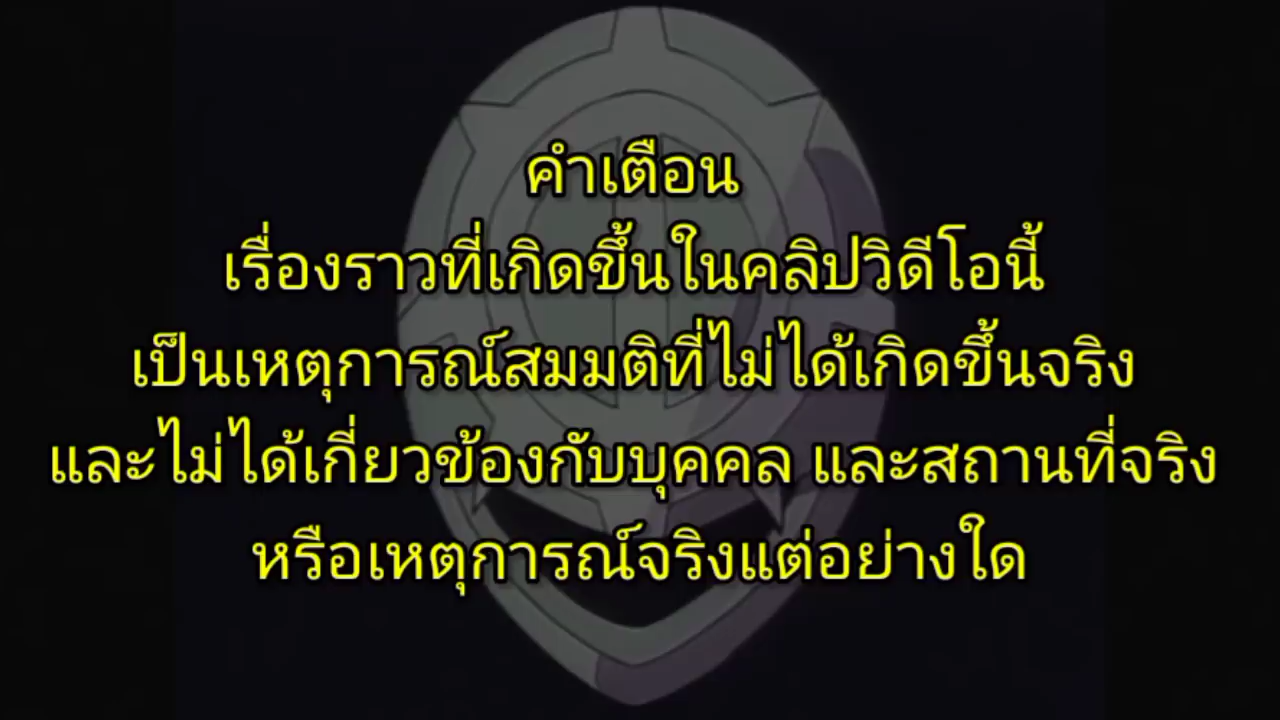 คำเตือน
เรื่องราวที่เกิดขึ้นในคลิปวิดีโอนี้
เป็นเหตุการณ์สมมติที่ไม่ได้เกิดขึ้นจริง
และไม่ได้เกี่ยวข้องกับบุคคล และสถานที่จริง
หรือเหตุการณ์จริงแต่อย่างใด